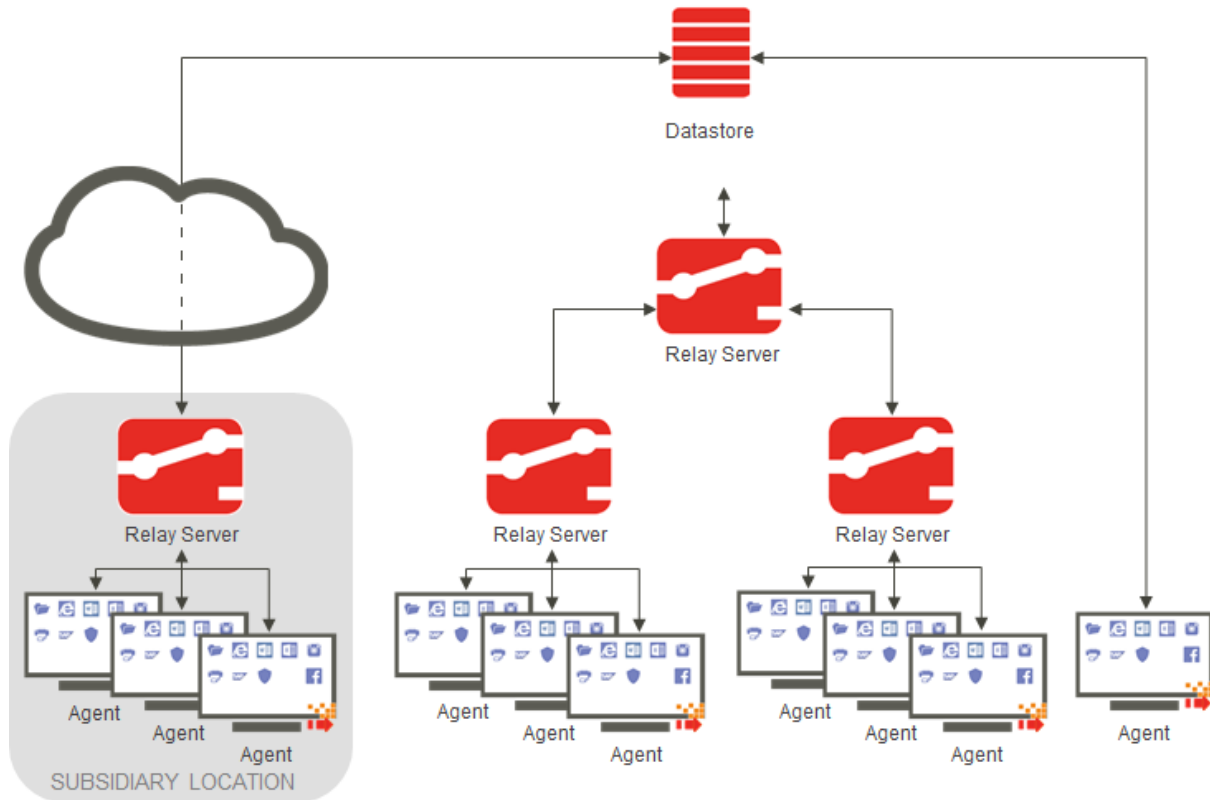 Datastore
Relay Server
Relay Server
Relay Server
Relay Server
Agent
Agent
Agent
Agent
Agent
Agent
Agent
Agent
Agent
Agent
SUBSIDIARY LOCATION